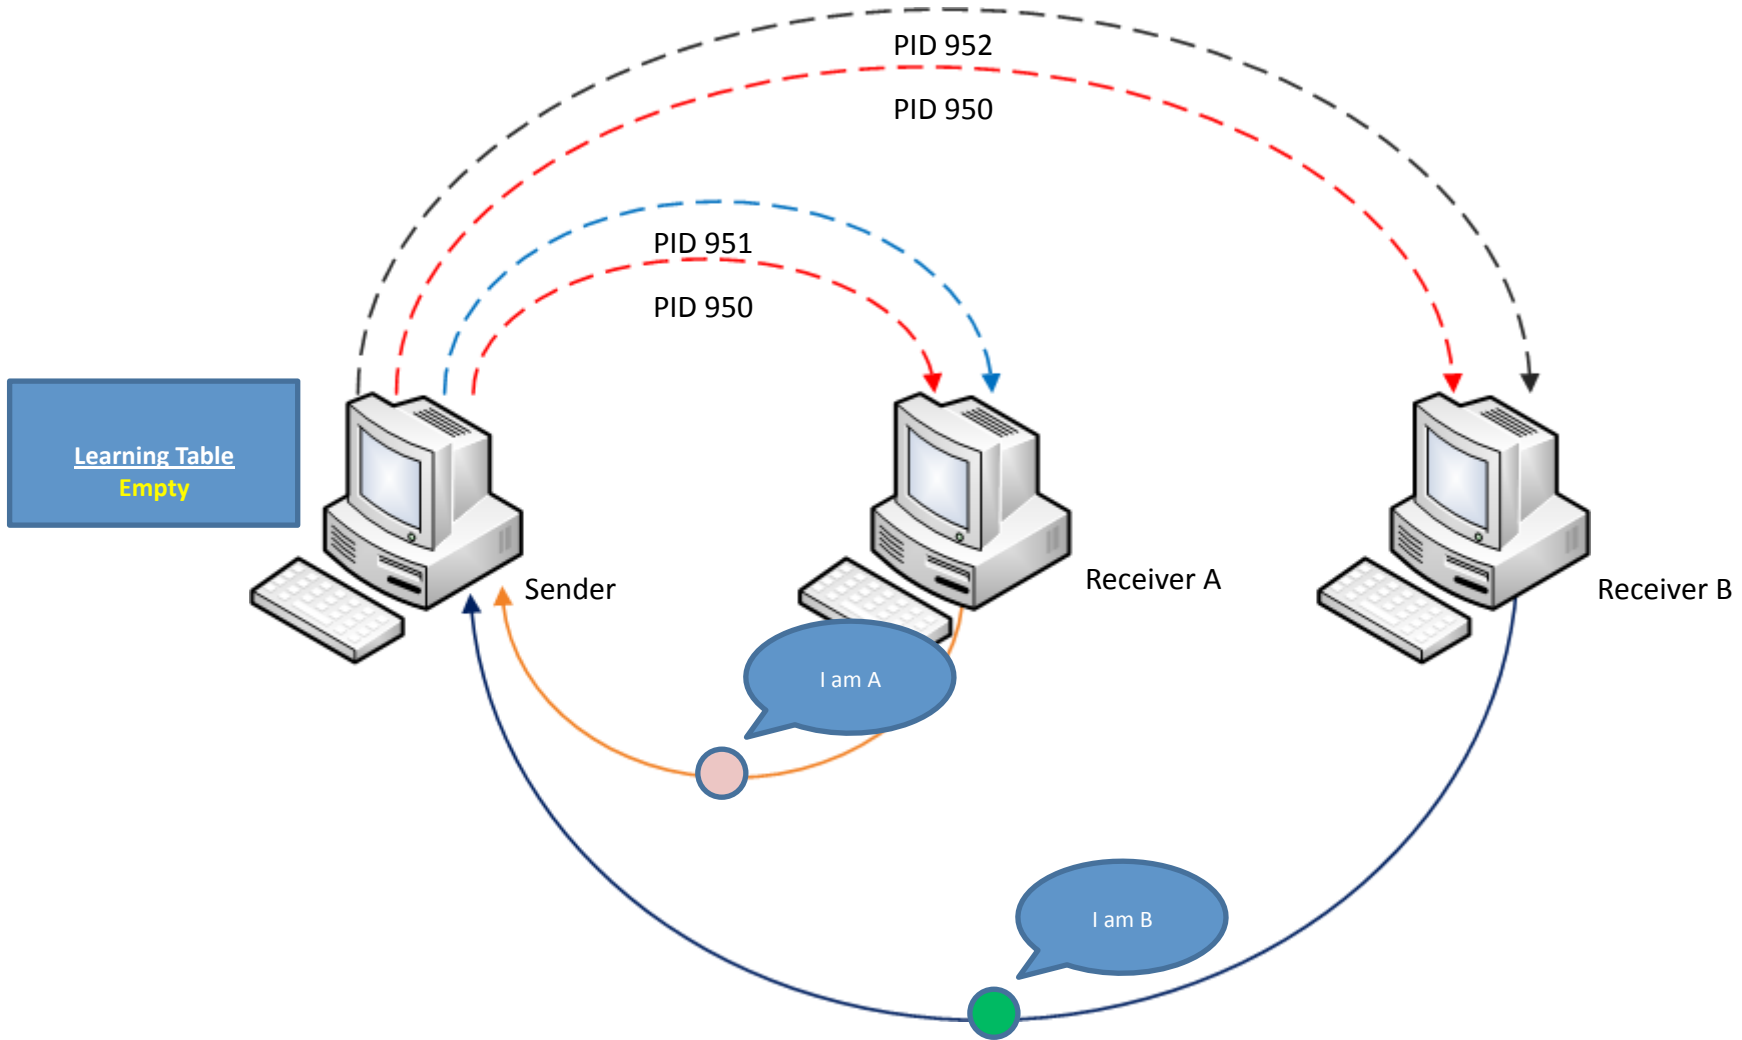 PID 952
PID 950
PID 951
PID 950
Learning Table
Empty
Sender
Receiver A
Receiver B
I am A
I am B